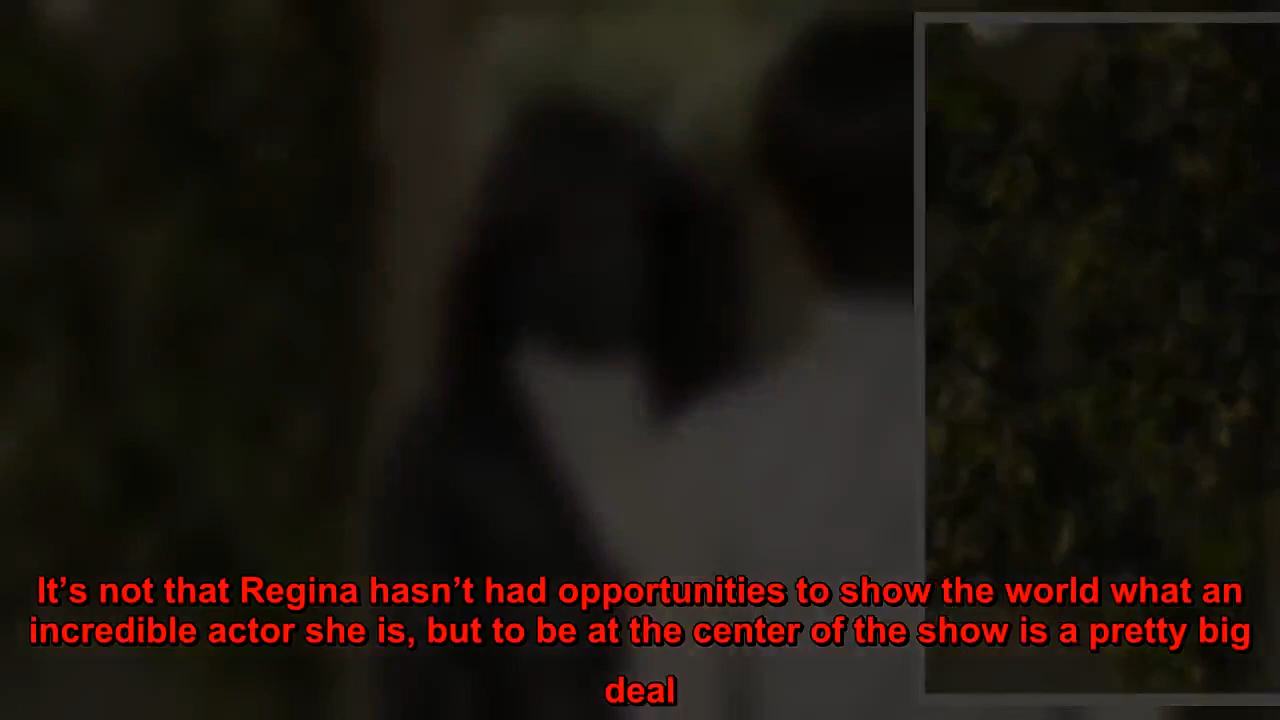 It’s not that Regina hasn’t had opportunities to show the world what an
incredible actor she is, but to be at the center of the show is a pretty big
deal